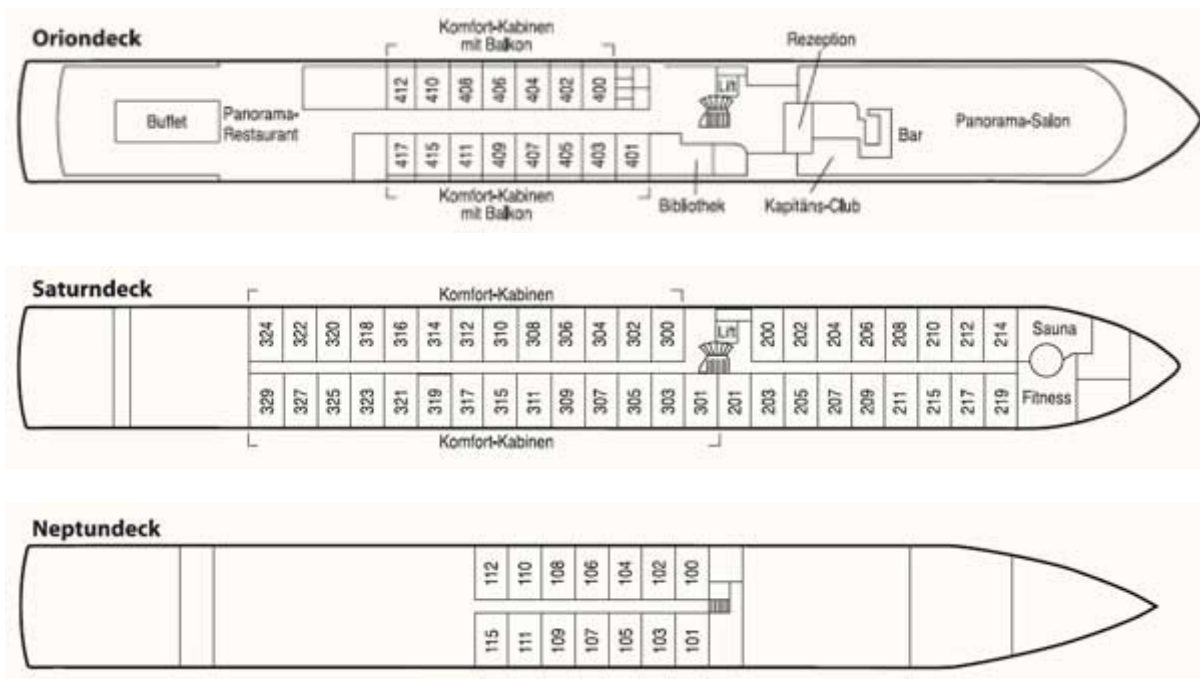 Oriondeck
Komfort-Kabinen
mit Balkon
Rezeption
412 410 408 406 404 402 400
Lift
Buffet
Panorama-
Restaurant
Bar
Panorama-Salon
417 415 411 409 407 405 403 401
Komfort-Kabinen
mit Balkon
Bibliothek
Kapitäns-Club
Saturndeck
Komfort-Kabinen
324 322 320 318 316 314 312 310 308 306 304 302 300
Lift
200 202 204 206 208 210 212 214
Sauna
329 327 325 323 321 319 317 315 311 309 307 305 303 301 201 203 205 207 209 211 215 217 219
Fitness
Komfort-Kabinen
Neptundeck
112 110 108 106 104 102 100
115 111 109 107 105 103 101